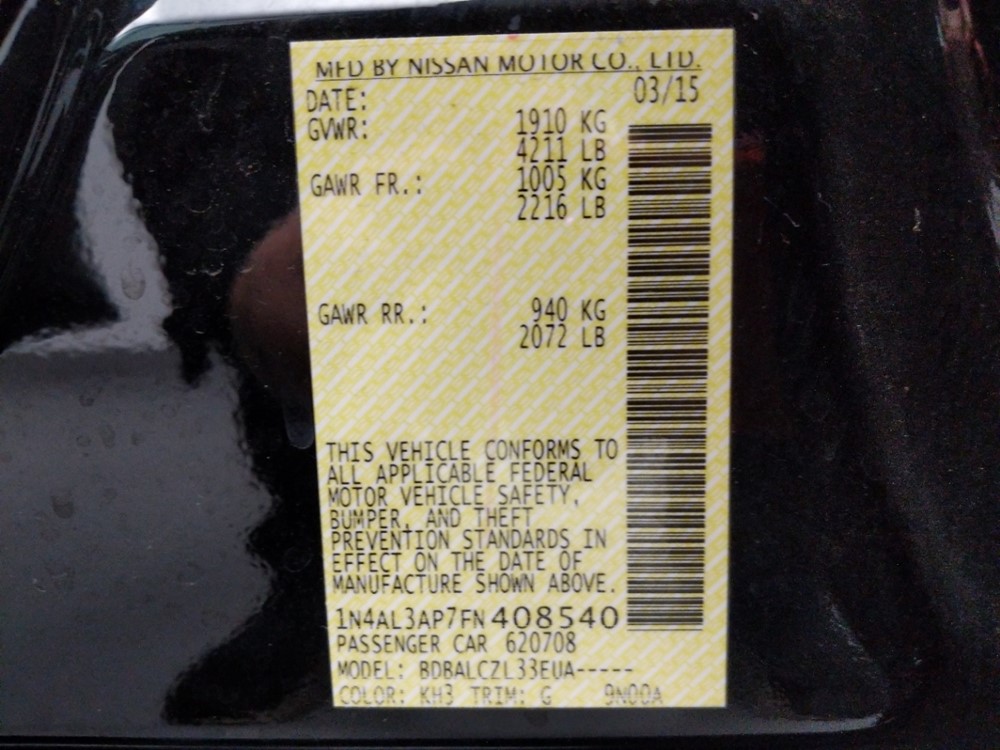 MFD BY NISSAN MOTOR CO., LTD.
DATE: 03/15
GVWR: 1910 KG
4211 LB
GAWR FR.: 1005 KG
2216 LB
GAWR RR.: 940 KG
2072 LB
THIS VEHICLE CONFORMS TO
ALL APPLICABLE FEDERAL
MOTOR VEHICLE SAFETY,
BUMPER, AND THEFT
PREVENTION STANDARDS IN
EFFECT ON THE DATE OF
MANUFACTURE SHOWN ABOVE.
1N4AL3AP7FN408540
PASSENGER CAR 620708
MODEL: BDBALCZL33EUA-----
COLOR: KH3 TRIM: G 9N00A